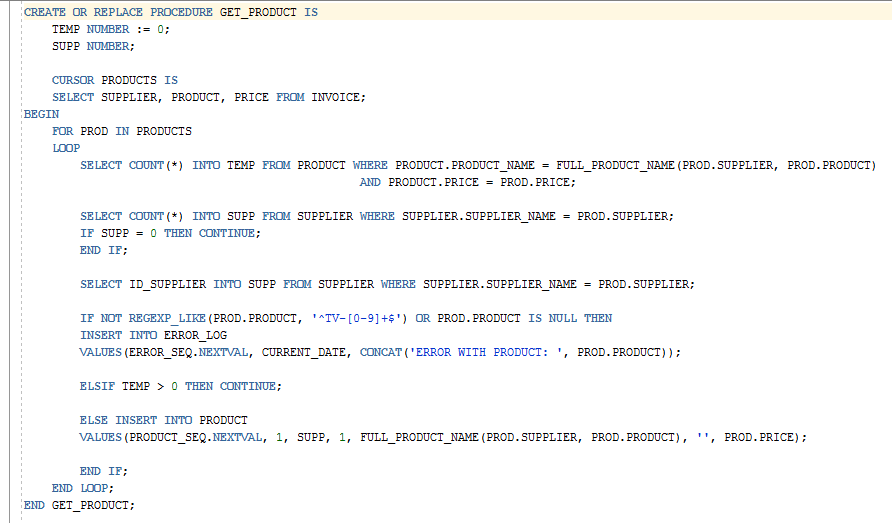 CREATE OR REPLACE PROCEDURE GET_PRODUCT IS
    TEMP NUMBER := 0;
    SUPP NUMBER;

    CURSOR PRODUCTS IS
    SELECT SUPPLIER, PRODUCT, PRICE FROM INVOICE;
BEGIN
    FOR PROD IN PRODUCTS
    LOOP
        SELECT COUNT(*) INTO TEMP FROM PRODUCT WHERE PRODUCT.PRODUCT_NAME = FULL_PRODUCT_NAME(PROD.SUPPLIER, PROD.PRODUCT)
                                               AND PRODUCT.PRICE = PROD.PRICE;

        SELECT COUNT(*) INTO SUPP FROM SUPPLIER WHERE SUPPLIER.SUPPLIER_NAME = PROD.SUPPLIER;
        IF SUPP = 0 THEN CONTINUE;
        END IF;

        SELECT ID_SUPPLIER INTO SUPP FROM SUPPLIER WHERE SUPPLIER.SUPPLIER_NAME = PROD.SUPPLIER;

        IF NOT REGEXP_LIKE(PROD.PRODUCT, '^TV-[0-9]+$') OR PROD.PRODUCT IS NULL THEN
        INSERT INTO ERROR_LOG
        VALUES(ERROR_SEQ.NEXTVAL, CURRENT_DATE, CONCAT('ERROR WITH PRODUCT: ', PROD.PRODUCT));

        ELSIF TEMP > 0 THEN CONTINUE;

        ELSE INSERT INTO PRODUCT
        VALUES(PRODUCT_SEQ.NEXTVAL, 1, SUPP, 1, FULL_PRODUCT_NAME(PROD.SUPPLIER, PROD.PRODUCT), '', PROD.PRICE);

        END IF;
    END LOOP;
END GET_PRODUCT;